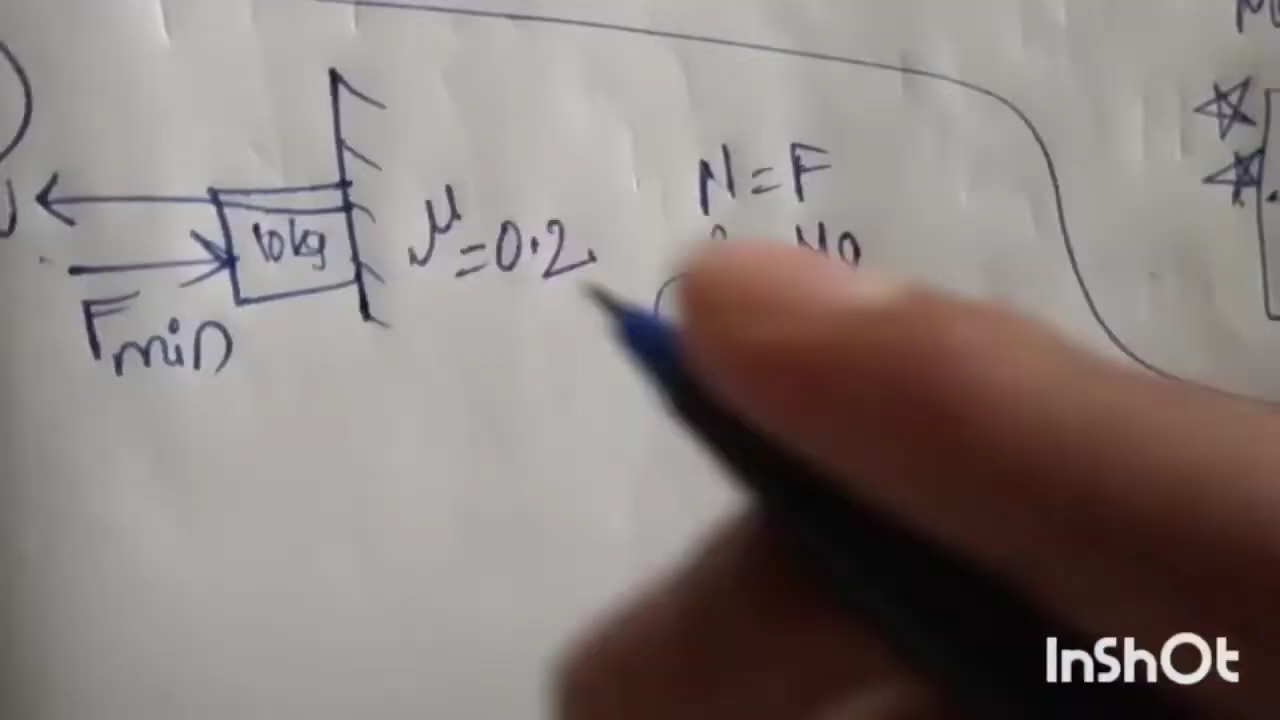 N = F
10kg
μ = 0.2
Fmin
InShOt